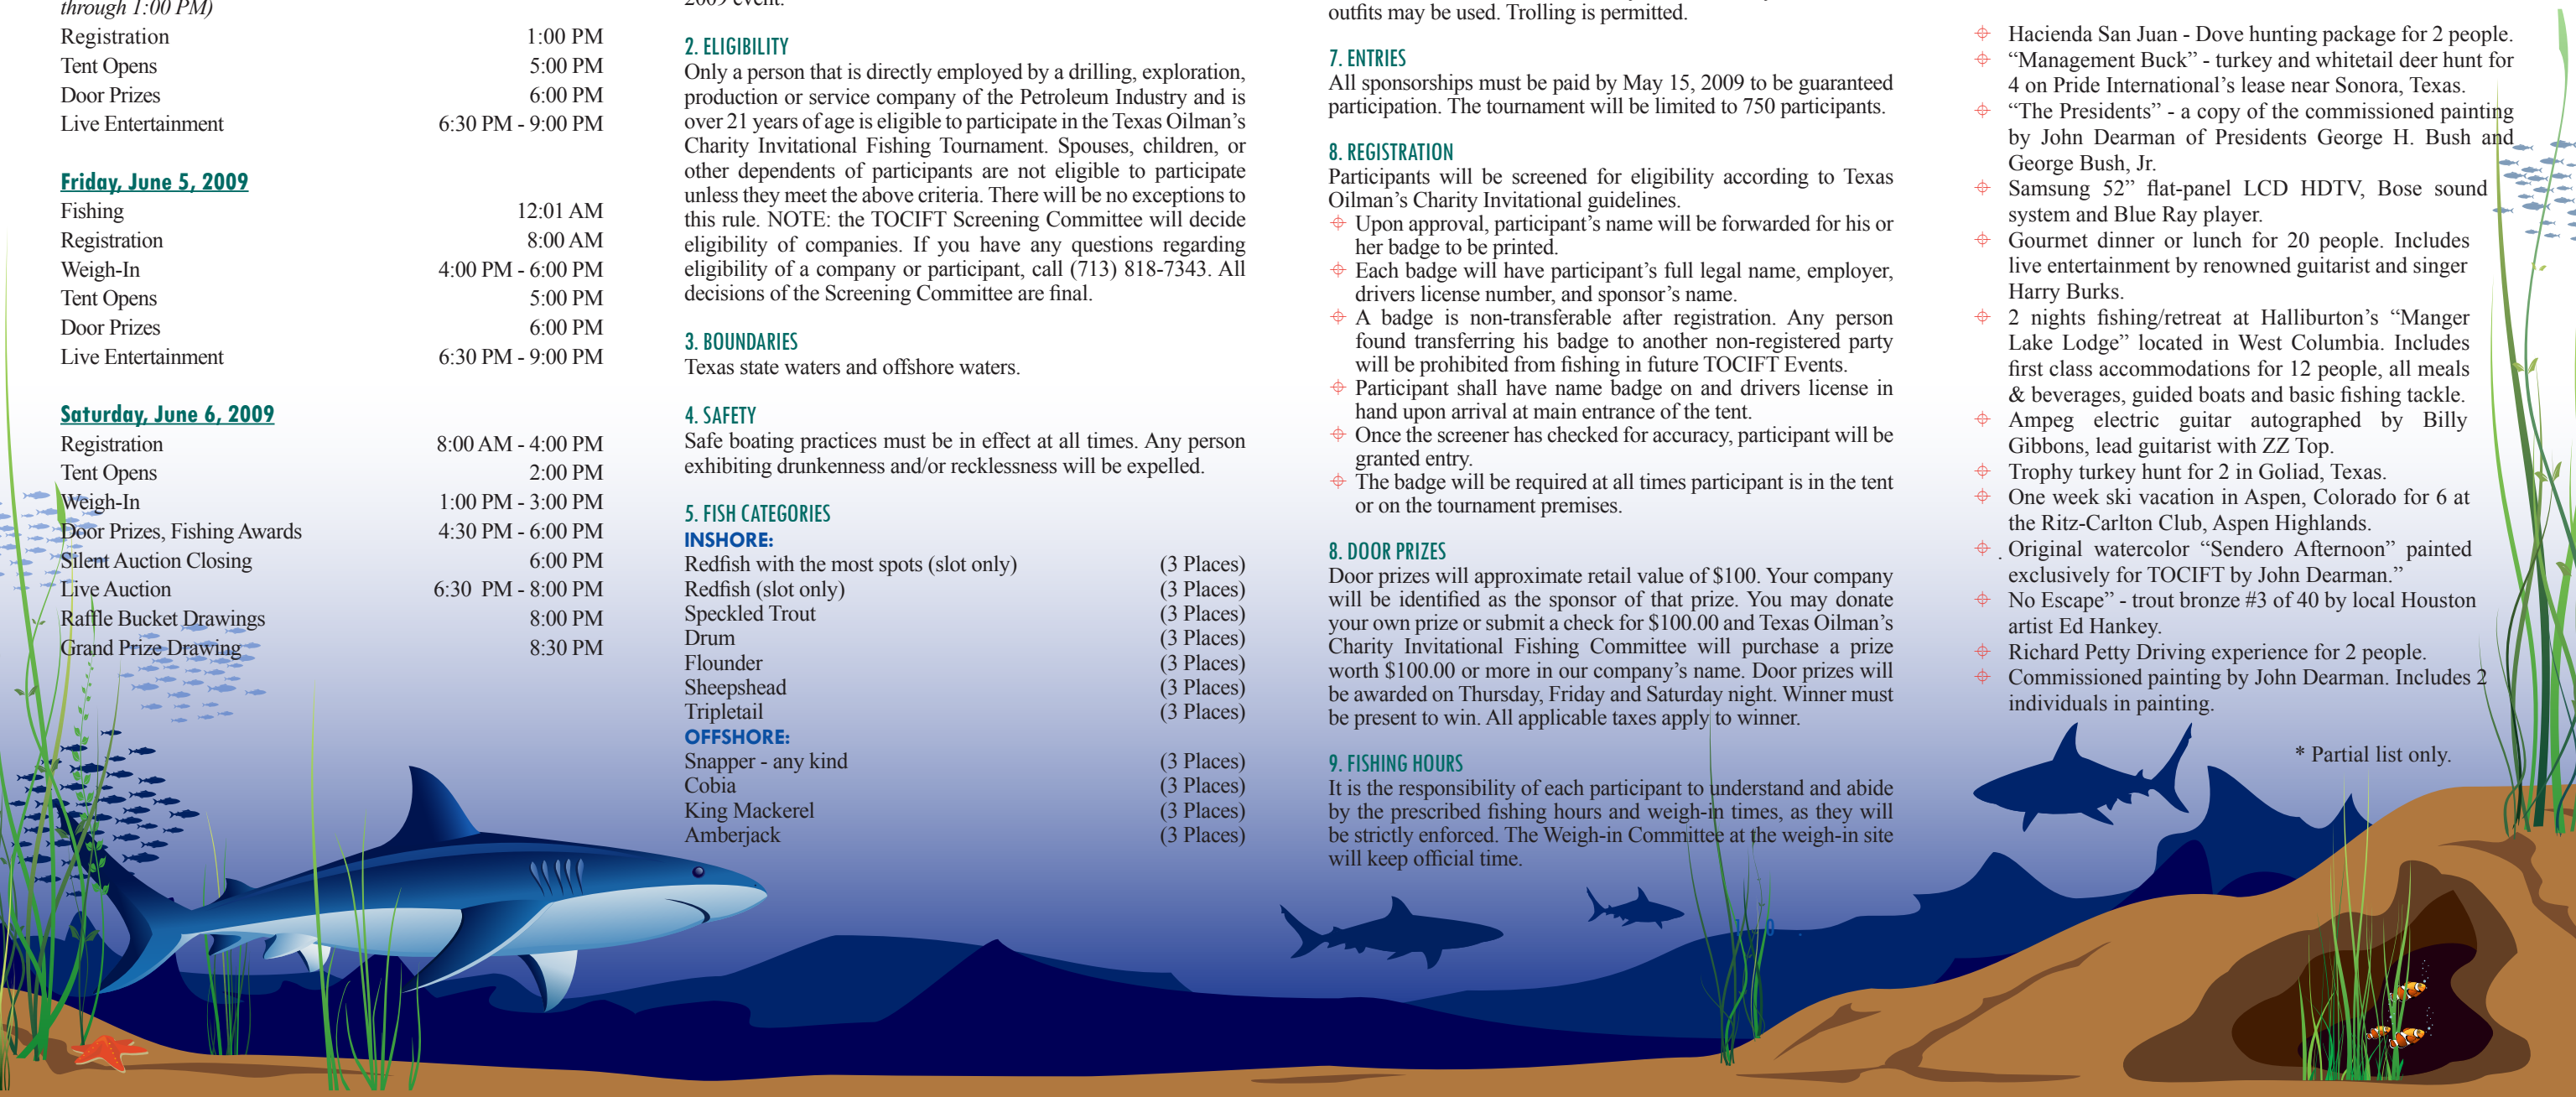 through 1:00 PM)
Registration 1:00 PM
Tent Opens 5:00 PM
Door Prizes 6:00 PM
Live Entertainment 6:30 PM - 9:00 PM
Friday, June 5, 2009
Fishing 12:01 AM
Registration 8:00 AM
Weigh-In 4:00 PM - 6:00 PM
Tent Opens 5:00 PM
Door Prizes 6:00 PM
Live Entertainment 6:30 PM - 9:00 PM
Saturday, June 6, 2009
Registration 8:00 AM - 4:00 PM
Tent Opens 2:00 PM
Weigh-In 1:00 PM - 3:00 PM
Door Prizes, Fishing Awards 4:30 PM - 6:00 PM
Silent Auction Closing 6:00 PM
Live Auction 6:30 PM - 8:00 PM
Raffle Bucket Drawings 8:00 PM
Grand Prize Drawing 8:30 PM
2009 event.
2. ELIGIBILITY
Only a person that is directly employed by a drilling, exploration,
production or service company of the Petroleum Industry and is
over 21 years of age is eligible to participate in the Texas Oilman’s
Charity Invitational Fishing Tournament. Spouses, children, or
other dependents of participants are not eligible to participate
unless they meet the above criteria. There will be no exceptions to
this rule. NOTE: the TOCIFT Screening Committee will decide
eligibility of companies. If you have any questions regarding
eligibility of a company or participant, call (713) 818-7343. All
decisions of the Screening Committee are final.
3. BOUNDARIES
Texas state waters and offshore waters.
4. SAFETY
Safe boating practices must be in effect at all times. Any person
exhibiting drunkenness and/or recklessness will be expelled.
5. FISH CATEGORIES
INSHORE:
Redfish with the most spots (slot only) (3 Places)
Redfish (slot only) (3 Places)
Speckled Trout (3 Places)
Drum (3 Places)
Flounder (3 Places)
Sheepshead (3 Places)
Tripletail (3 Places)
OFFSHORE:
Snapper - any kind (3 Places)
Cobia (3 Places)
King Mackerel (3 Places)
Amberjack (3 Places)
outfits may be used. Trolling is permitted.
7. ENTRIES
All sponsorships must be paid by May 15, 2009 to be guaranteed
participation. The tournament will be limited to 750 participants.
8. REGISTRATION
Participants will be screened for eligibility according to Texas
Oilman’s Charity Invitational guidelines.
Upon approval, participant’s name will be forwarded for his or
her badge to be printed.
Each badge will have participant’s full legal name, employer,
drivers license number, and sponsor’s name.
A badge is non-transferable after registration. Any person
found transferring his badge to another non-registered party
will be prohibited from fishing in future TOCIFT Events.
Participant shall have name badge on and drivers license in
hand upon arrival at main entrance of the tent.
Once the screener has checked for accuracy, participant will be
granted entry.
The badge will be required at all times participant is in the tent
or on the tournament premises.
8. DOOR PRIZES
Door prizes will approximate retail value of $100. Your company
will be identified as the sponsor of that prize. You may donate
your own prize or submit a check for $100.00 and Texas Oilman’s
Charity Invitational Fishing Committee will purchase a prize
worth $100.00 or more in our company’s name. Door prizes will
be awarded on Thursday, Friday and Saturday night. Winner must
be present to win. All applicable taxes apply to winner.
9. FISHING HOURS
It is the responsibility of each participant to understand and abide
by the prescribed fishing hours and weigh-in times, as they will
be strictly enforced. The Weigh-in Committee at the weigh-in site
will keep official time.
Hacienda San Juan - Dove hunting package for 2 people.
“Management Buck” - turkey and whitetail deer hunt for
4 on Pride International’s lease near Sonora, Texas.
“The Presidents” - a copy of the commissioned painting
by John Dearman of Presidents George H. Bush and
George Bush, Jr.
Samsung 52” flat-panel LCD HDTV, Bose sound
system and Blue Ray player.
Gourmet dinner or lunch for 20 people. Includes
live entertainment by renowned guitarist and singer
Harry Burks.
2 nights fishing/retreat at Halliburton’s “Manger
Lake Lodge” located in West Columbia. Includes
first class accommodations for 12 people, all meals
& beverages, guided boats and basic fishing tackle.
Ampeg electric guitar autographed by Billy
Gibbons, lead guitarist with ZZ Top.
Trophy turkey hunt for 2 in Goliad, Texas.
One week ski vacation in Aspen, Colorado for 6 at
the Ritz-Carlton Club, Aspen Highlands.
. Original watercolor “Sendero Afternoon” painted
exclusively for TOCIFT by John Dearman.”
No Escape” - trout bronze #3 of 40 by local Houston
artist Ed Hankey.
Richard Petty Driving experience for 2 people.
Commissioned painting by John Dearman. Includes 2
individuals in painting.
* Partial list only.